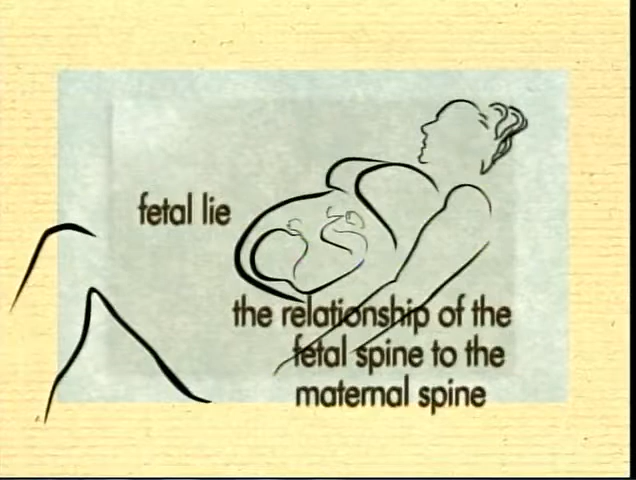 fetal lie
the relationship of the
fetal spine to the
maternal spine